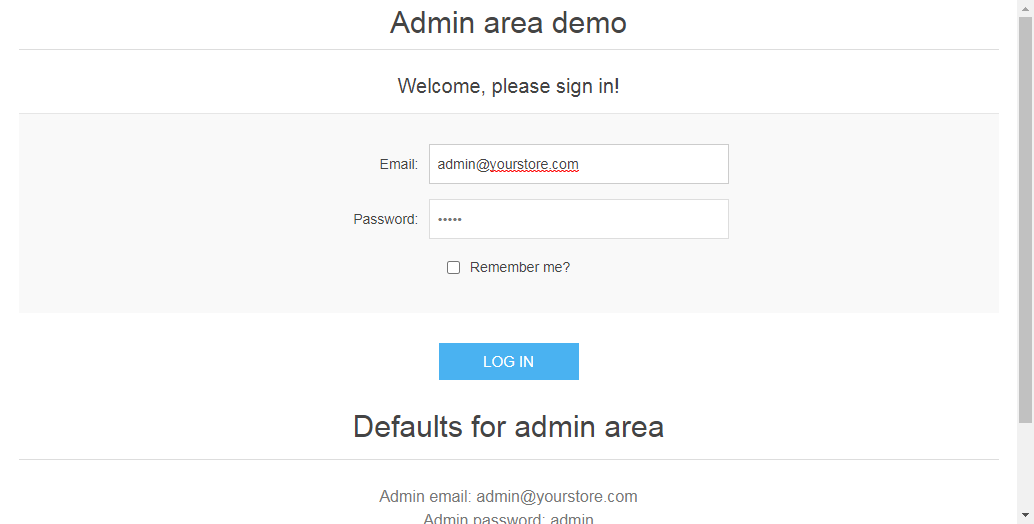 Admin area demo
Welcome, please sign in!
Email: admin@yourstore.com
Password: •••••
Remember me?
LOG IN
Defaults for admin area
Admin email: admin@yourstore.com
Admin password: admin